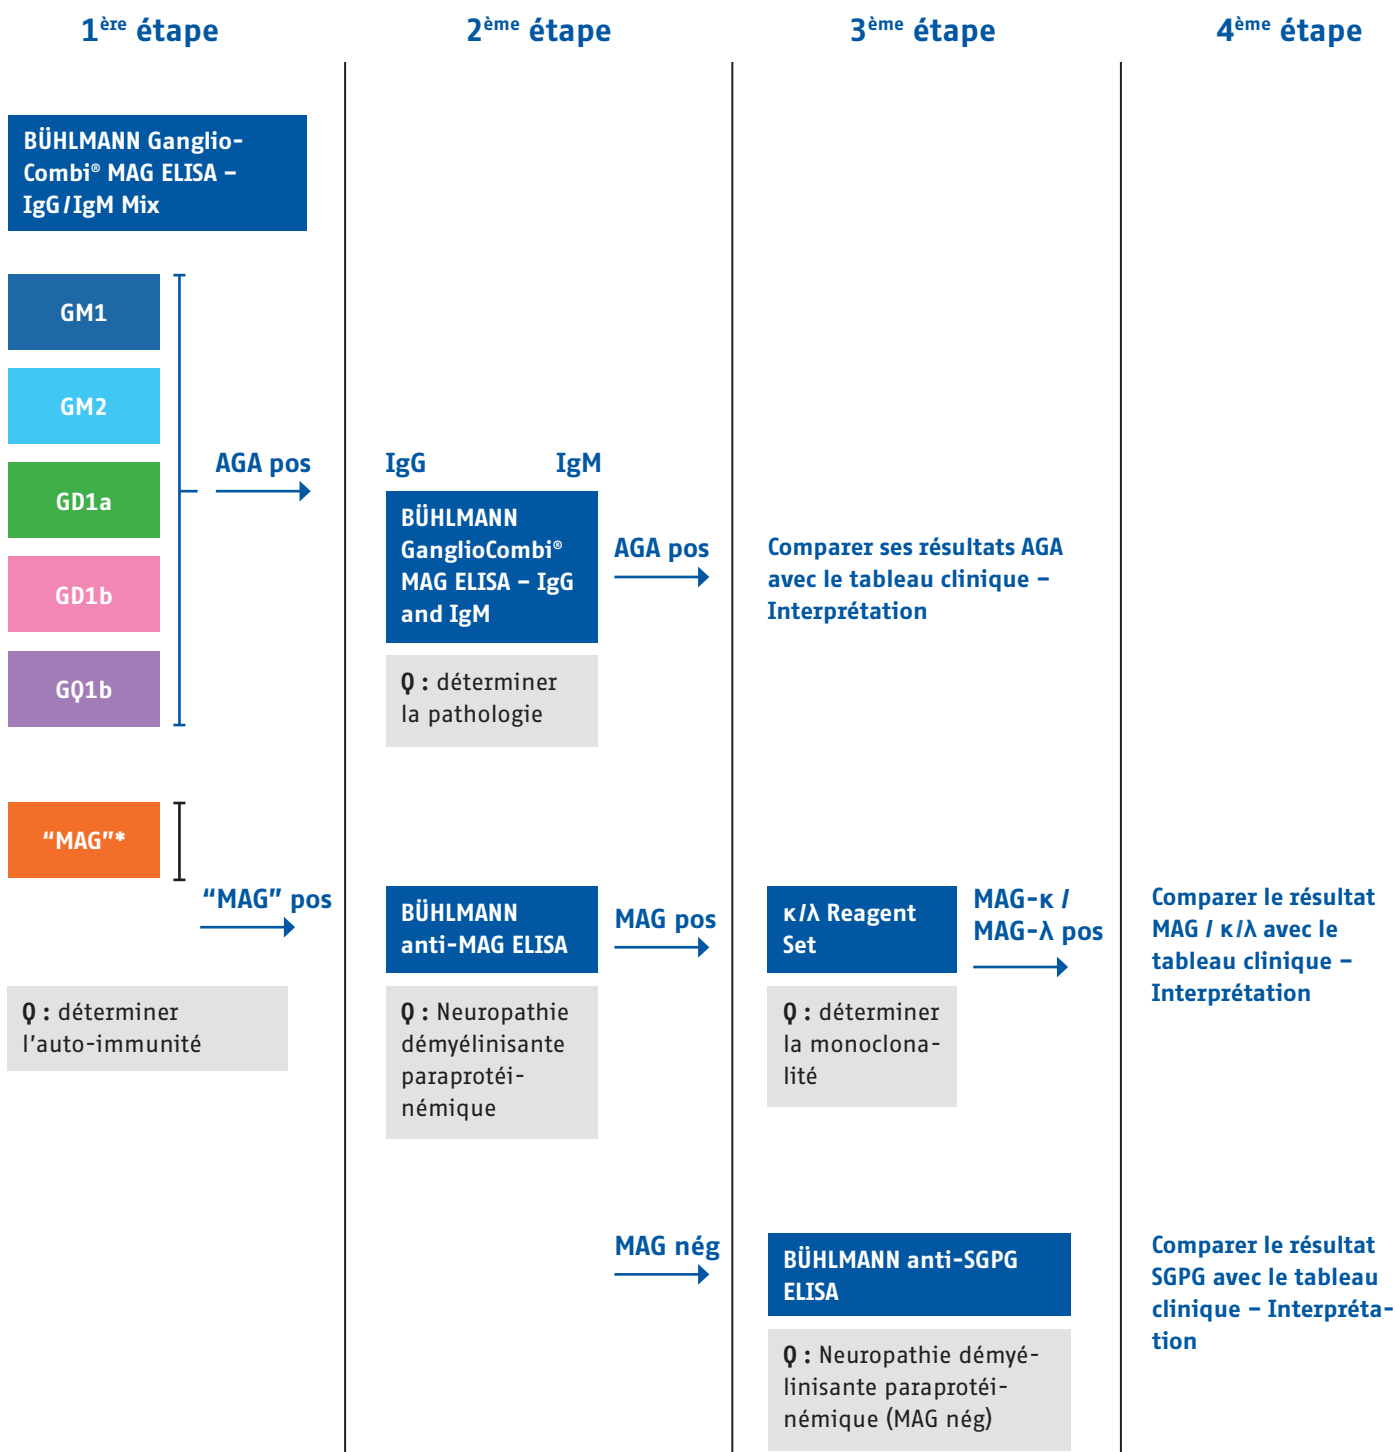 1ère étape
2ème étape
3ème étape
4ème étape
BÜHLMANN Ganglio-
Combi® MAG ELISA –
IgG/IgM Mix
GM1
GM2
GD1a
GD1b
GQ1b
AGA pos
"MAG"*
"MAG" pos
Q : déterminer
l'auto-immunité
IgG
IgM
BÜHLMANN
GanglioCombi®
MAG ELISA – IgG
and IgM
Q : déterminer
la pathologie
AGA pos
BÜHLMANN
anti-MAG ELISA
Q : Neuropathie
démyélinisante
paraprotéi-
némique
MAG pos
MAG nég
Comparer ses résultats AGA
avec le tableau clinique –
Interprétation
κ/λ Reagent
Set
Q : déterminer
la monoclona-
lité
MAG-κ /
MAG-λ pos
BÜHLMANN anti-SGPG
ELISA
Q : Neuropathie démyé-
linisante paraprotéi-
némique (MAG nég)
Comparer le résultat
MAG / κ/λ avec le
tableau clinique –
Interprétation
Comparer le résultat
SGPG avec le tableau
clinique – Interpréta-
tion